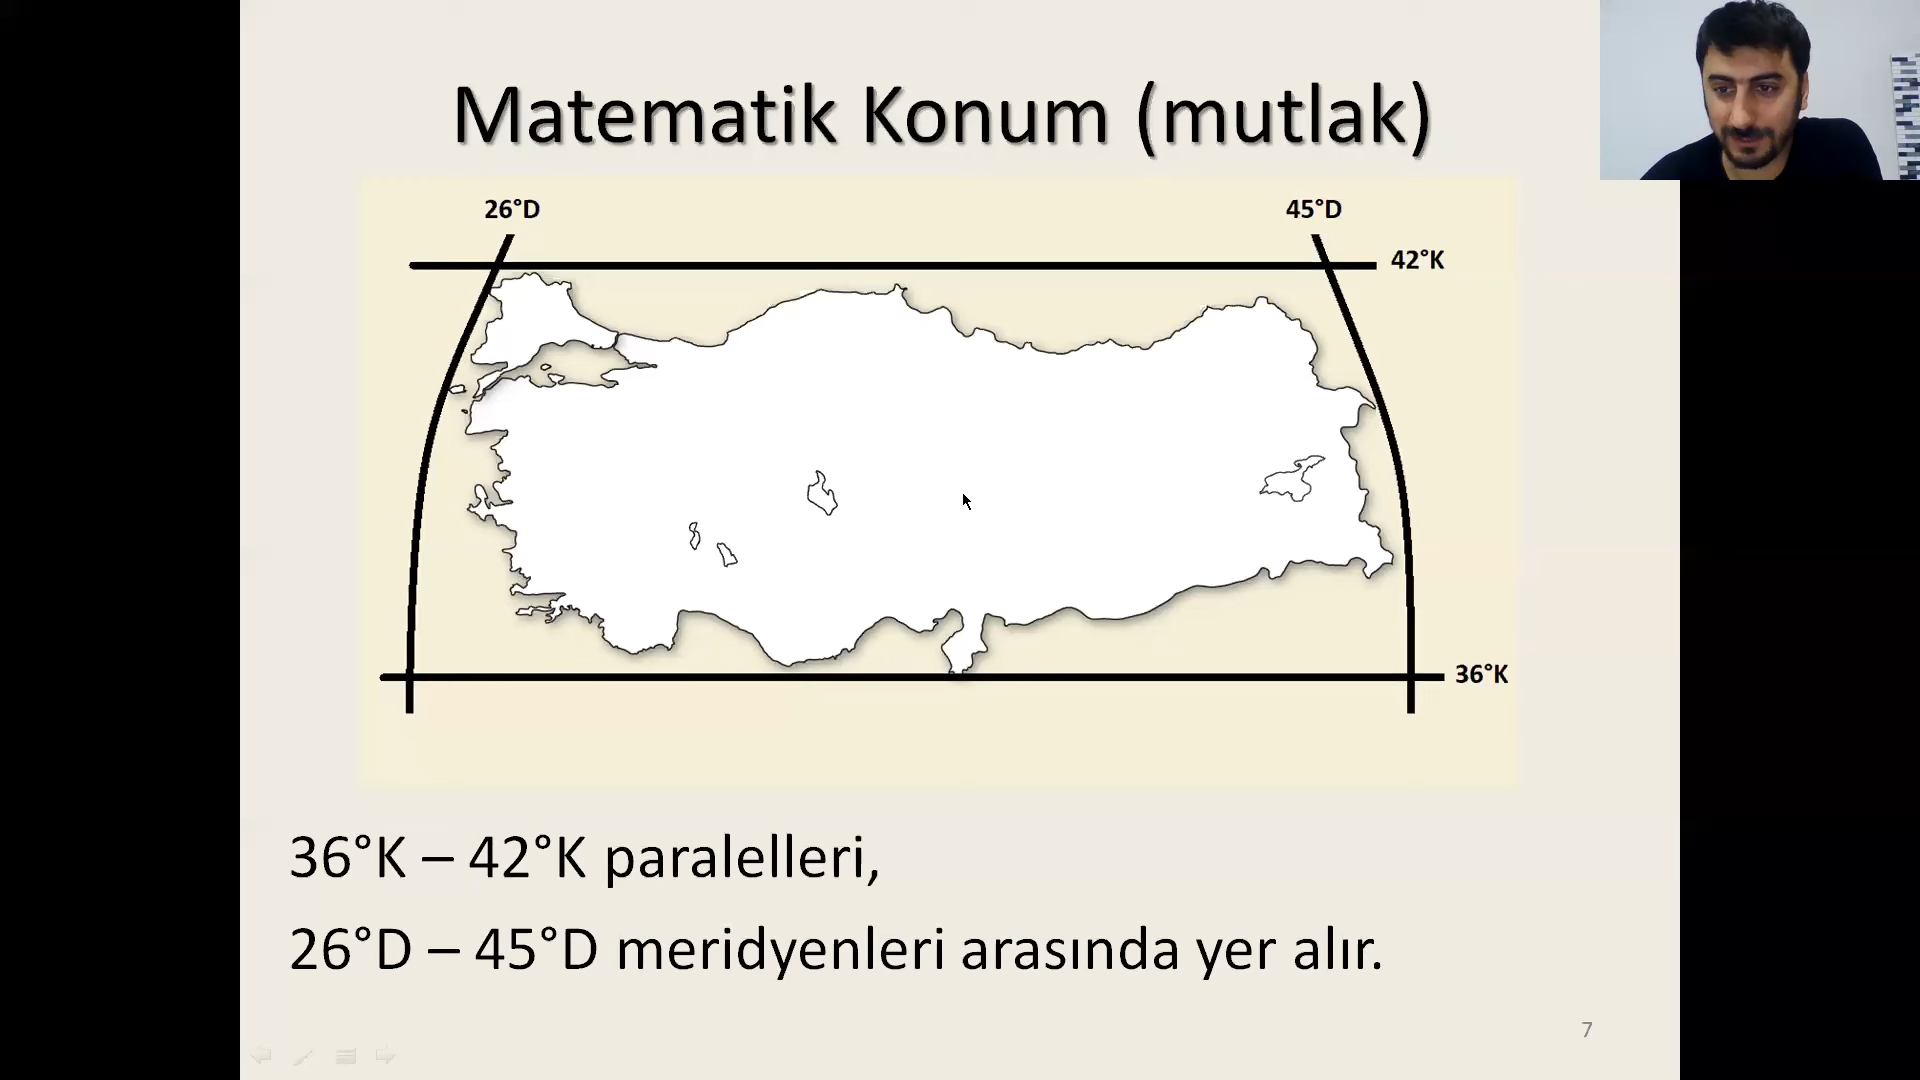 Matematik Konum (mutlak)
26°D
45°D
42°K
36°K
36°K – 42°K paralelleri,
26°D – 45°D meridyenleri arasında yer alır.
7